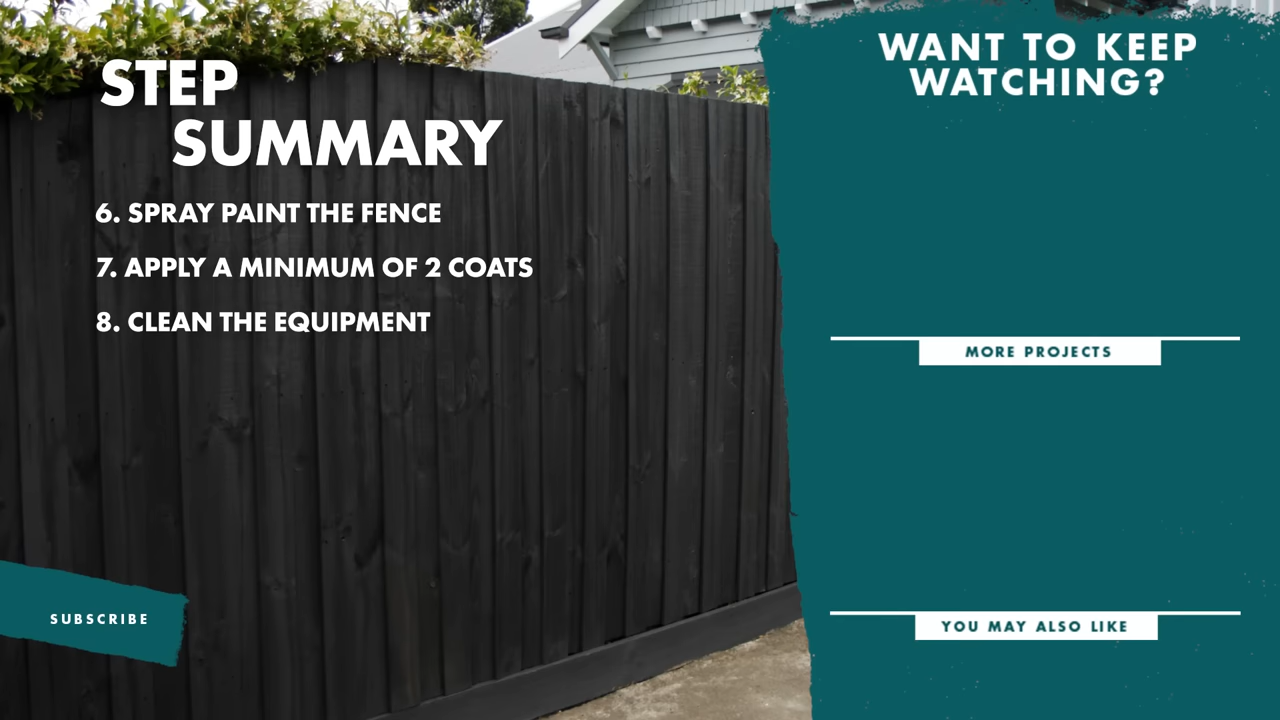 STEP
SUMMARY
6. SPRAY PAINT THE FENCE
7. APPLY A MINIMUM OF 2 COATS
8. CLEAN THE EQUIPMENT
SUBSCRIBE
WANT TO KEEP
WATCHING?
MORE PROJECTS
YOU MAY ALSO LIKE